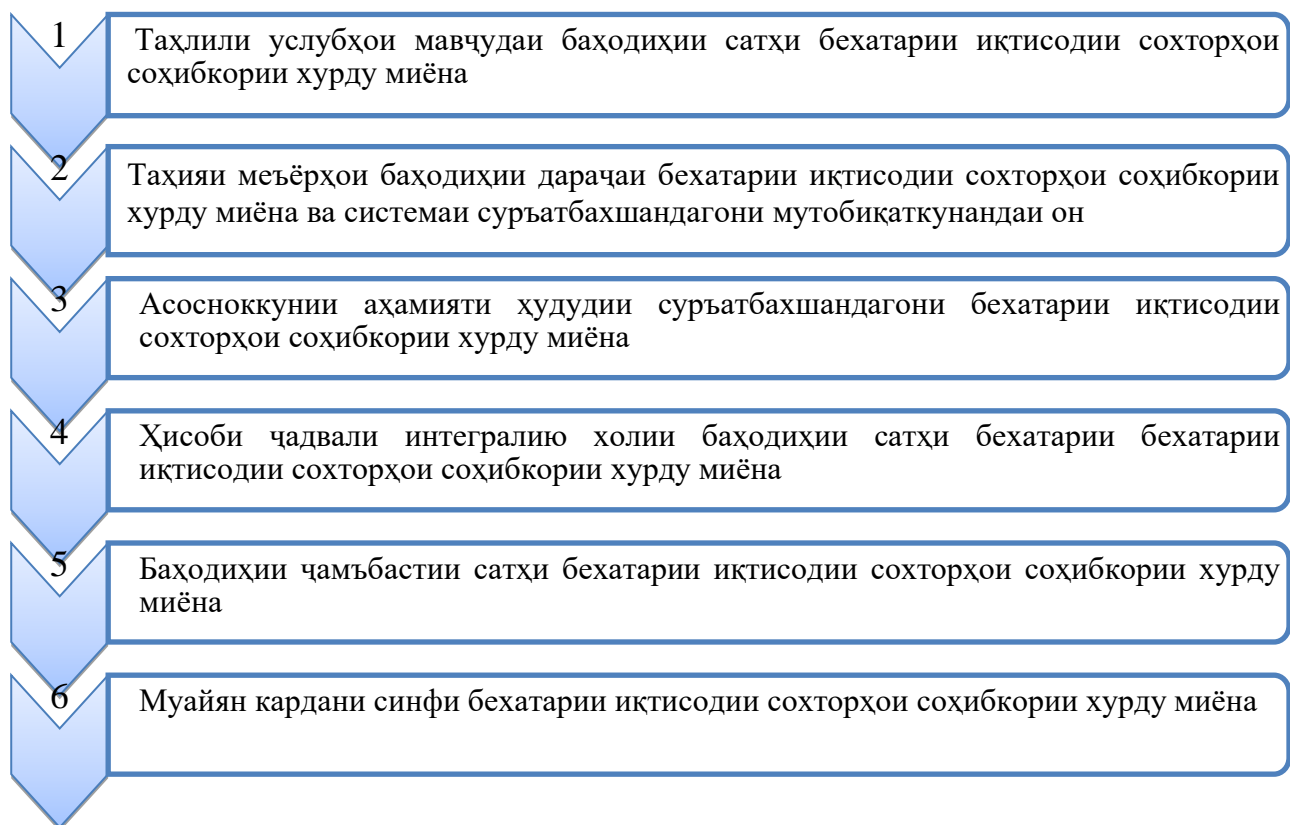 1
Таҳлили услубҳои мавҷудаи баҳодиҳии сатҳи бехатарии иқтисодии сохторҳои
соҳибкории хурду миёна
2
Таҳияи меъёрҳои баҳодиҳии дараҷаи бехатарии иқтисодии сохторҳои соҳибкории
хурду миёна ва системаи суръатбахшандагони мутобиқаткунандаи он
3
Асосноккунии аҳамияти ҳудудии суръатбахшандагони бехатарии иқтисодии
сохторҳои соҳибкории хурду миёна
4
Ҳисоби ҷадвали интегралию холии баҳодиҳии сатҳи бехатарии бехатарии
иқтисодии сохторҳои соҳибкории хурду миёна
5
Баҳодиҳии ҷамъбастии сатҳи бехатарии иқтисодии сохторҳои соҳибкории хурду
миёна
6
Муайян кардани синфи бехатарии иқтисодии сохторҳои соҳибкории хурду миёна